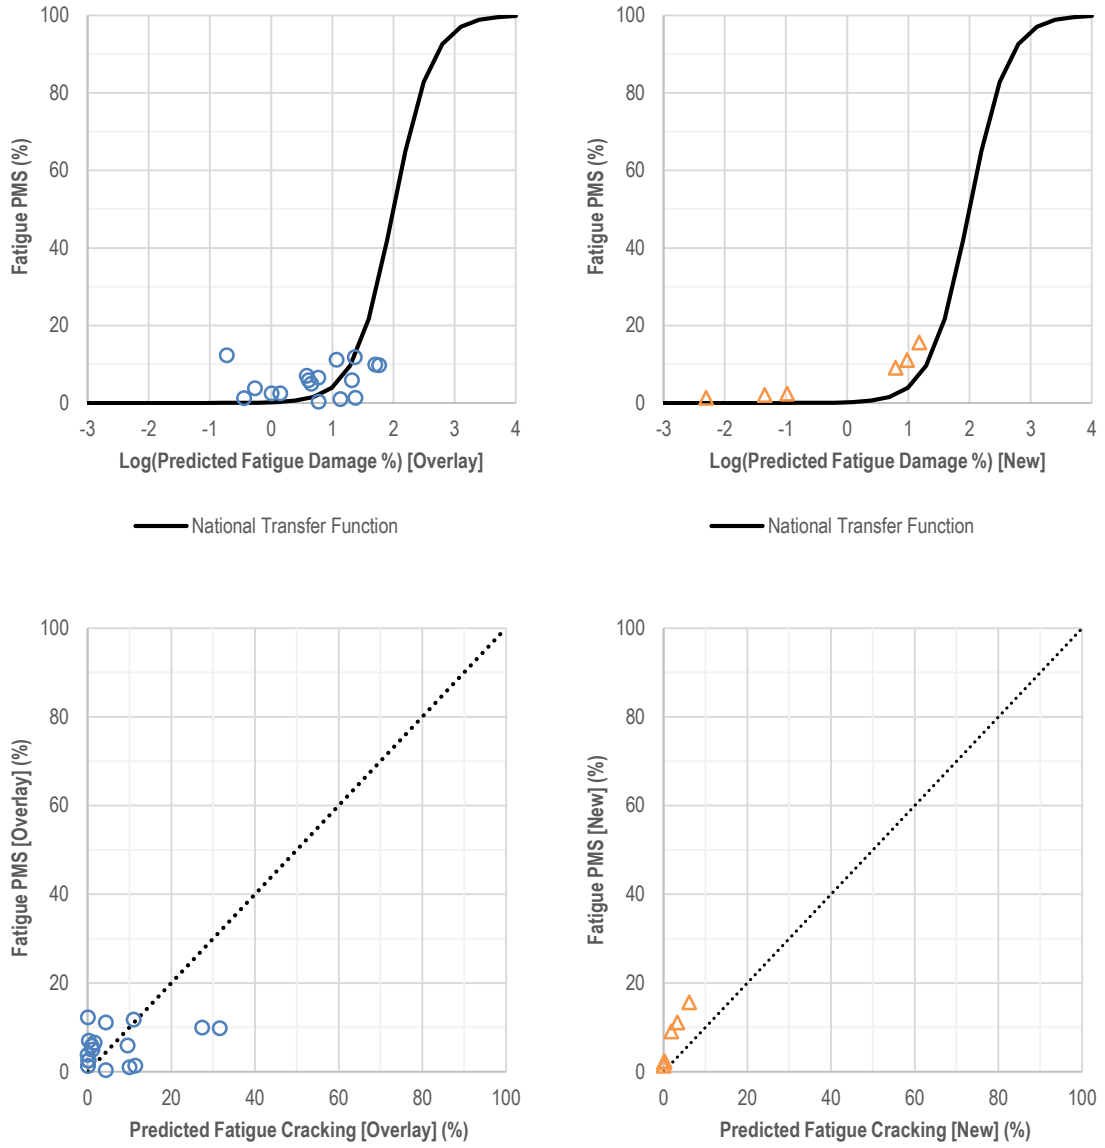 100
80
60
40
20
0
Fatigue PMS (%)
-3 -2 -1 0 1 2 3 4
Log(Predicted Fatigue Damage %) [Overlay]
National Transfer Function
100
80
60
40
20
0
Fatigue PMS (%)
-3 -2 -1 0 1 2 3 4
Log(Predicted Fatigue Damage %) [New]
National Transfer Function
100
80
60
40
20
0
Fatigue PMS [Overlay] (%)
0 20 40 60 80 100
Predicted Fatigue Cracking [Overlay] (%)
100
80
60
40
20
0
Fatigue PMS [New] (%)
0 20 40 60 80 100
Predicted Fatigue Cracking [New] (%)